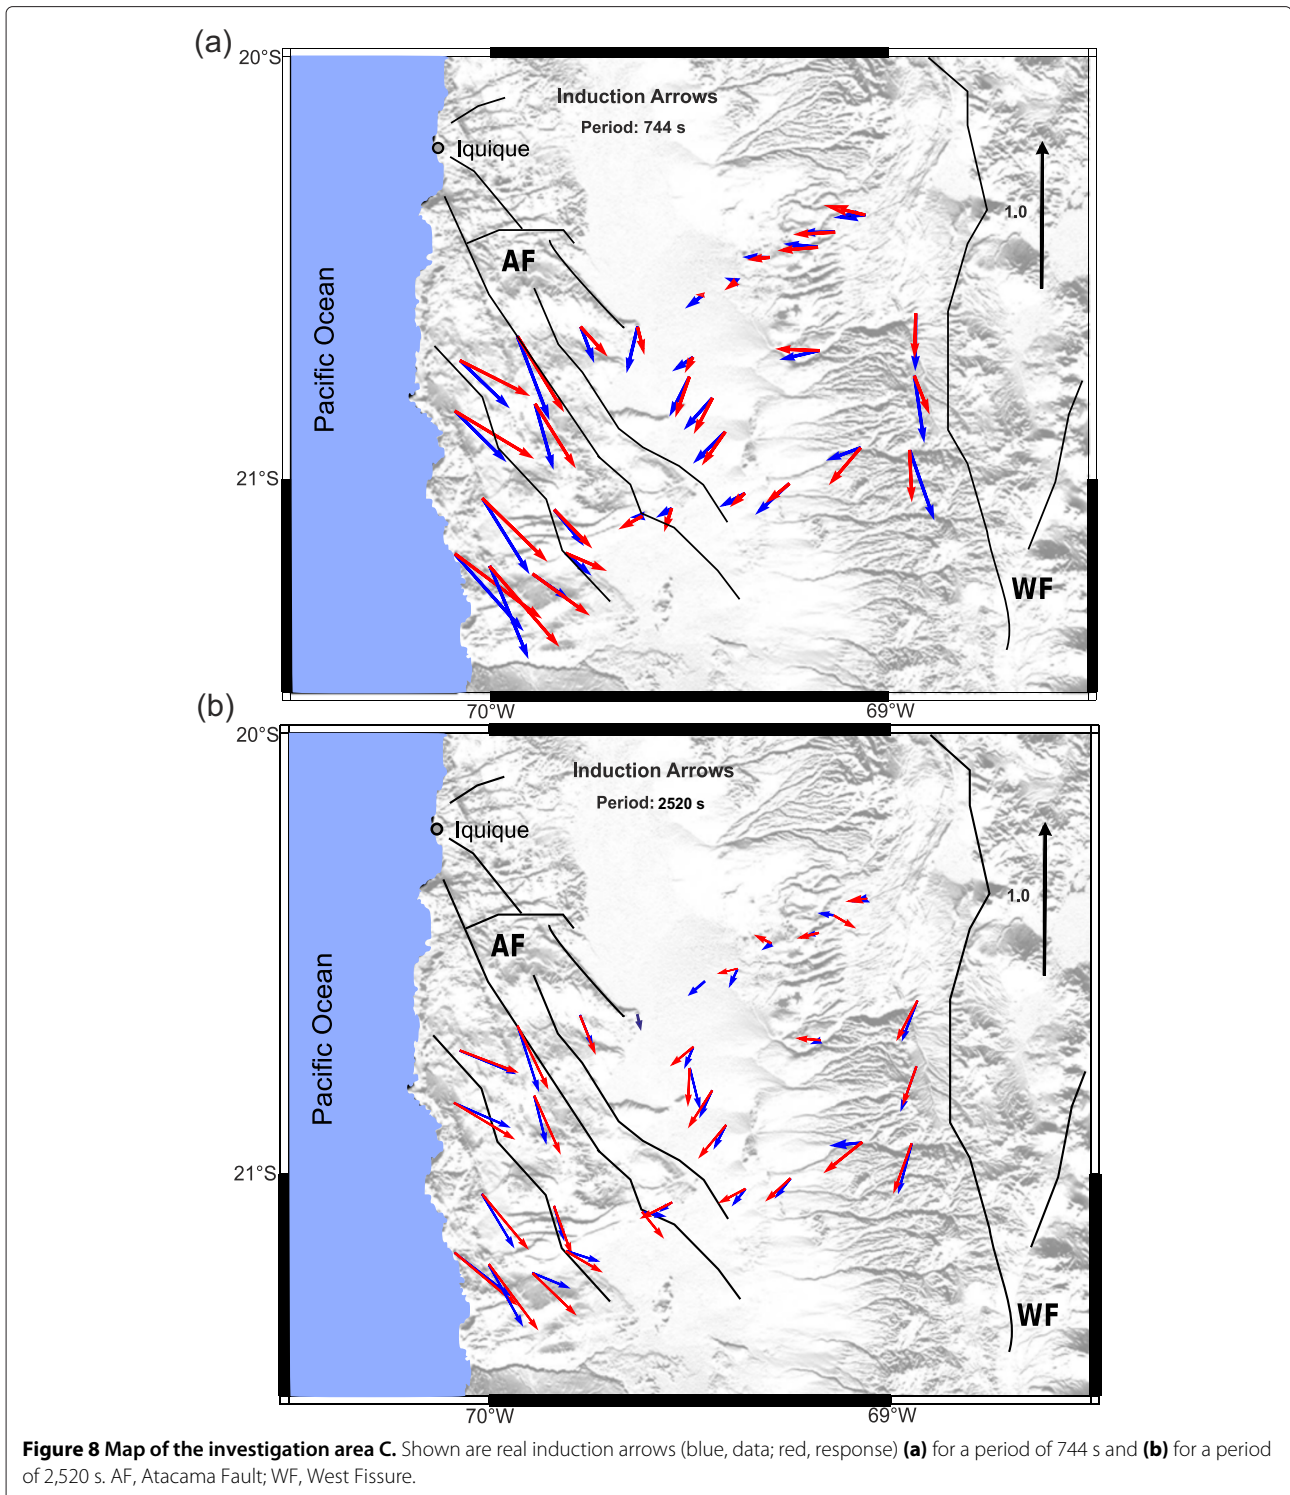 (a)
20°S
Induction Arrows
Period: 744 s
Iquique
1.0
AF
Pacific Ocean
21°S
WF
70°W
69°W
(b)
20°S
Induction Arrows
Period: 2520 s
Iquique
1.0
AF
Pacific Ocean
21°S
WF
70°W
69°W
Figure 8 Map of the investigation area C. Shown are real induction arrows (blue, data; red, response) (a) for a period of 744 s and (b) for a period
of 2,520 s. AF, Atacama Fault; WF, West Fissure.